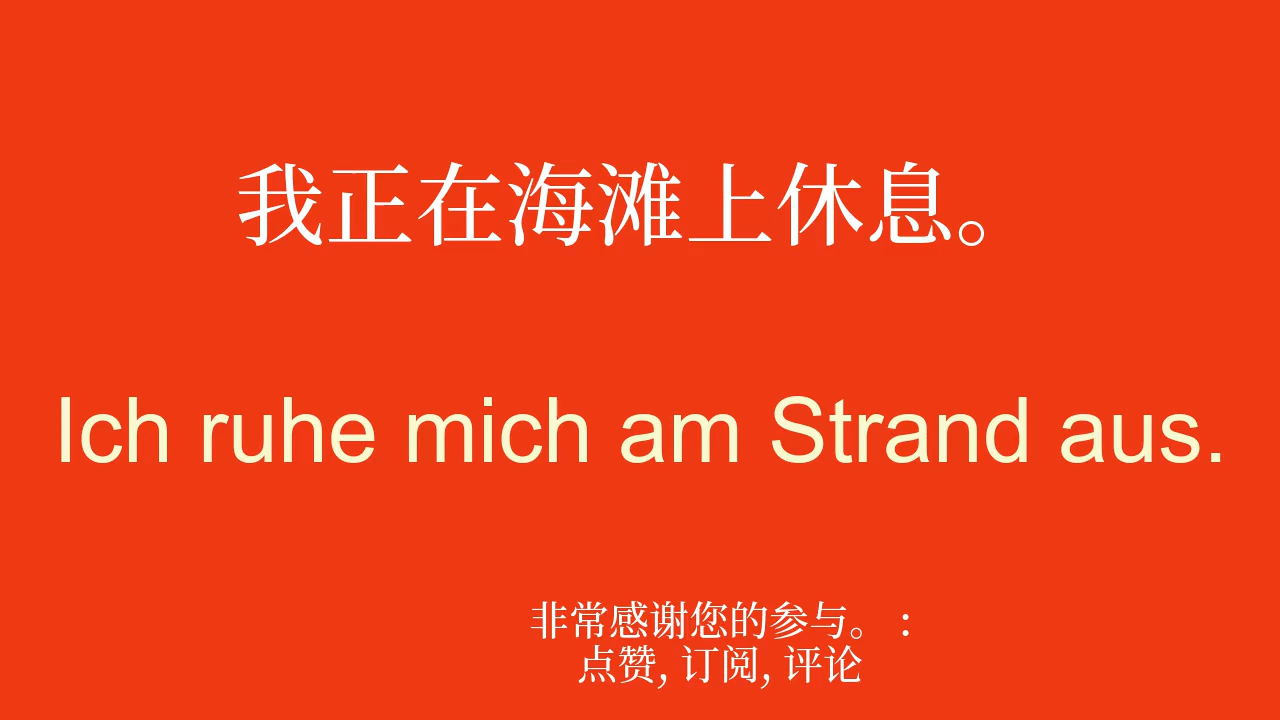 我正在海滩上休息。
Ich ruhe mich am Strand aus.
非常感谢您的参与。 :
点赞, 订阅, 评论